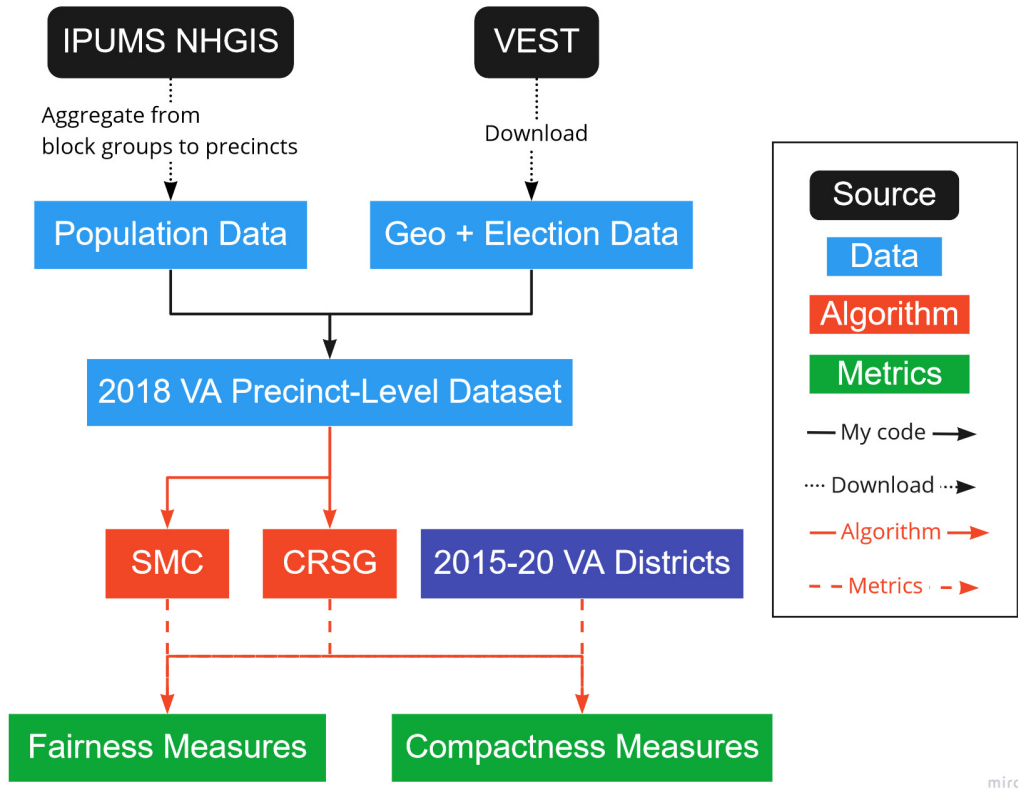 IPUMS NHGIS
VEST
Aggregate from
block groups to precincts
Download
Population Data
Geo + Election Data
2018 VA Precinct-Level Dataset
SMC
CRSG
2015-20 VA Districts
Fairness Measures
Compactness Measures
Source
Data
Algorithm
Metrics
My code
Download
Algorithm
Metrics